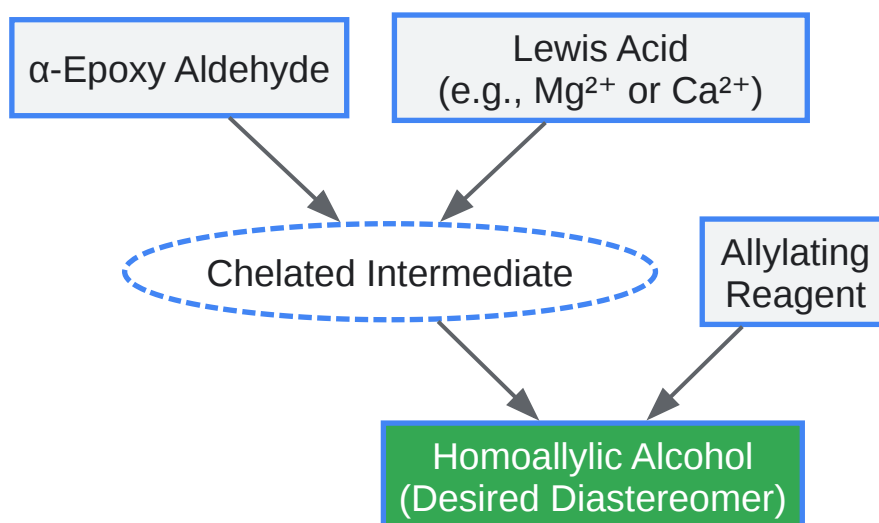 α-Epoxy Aldehyde
Lewis Acid
(e.g., Mg²⁺ or Ca²⁺)
Chelated Intermediate
Allylating
Reagent
Homoallylic Alcohol
(Desired Diastereomer)